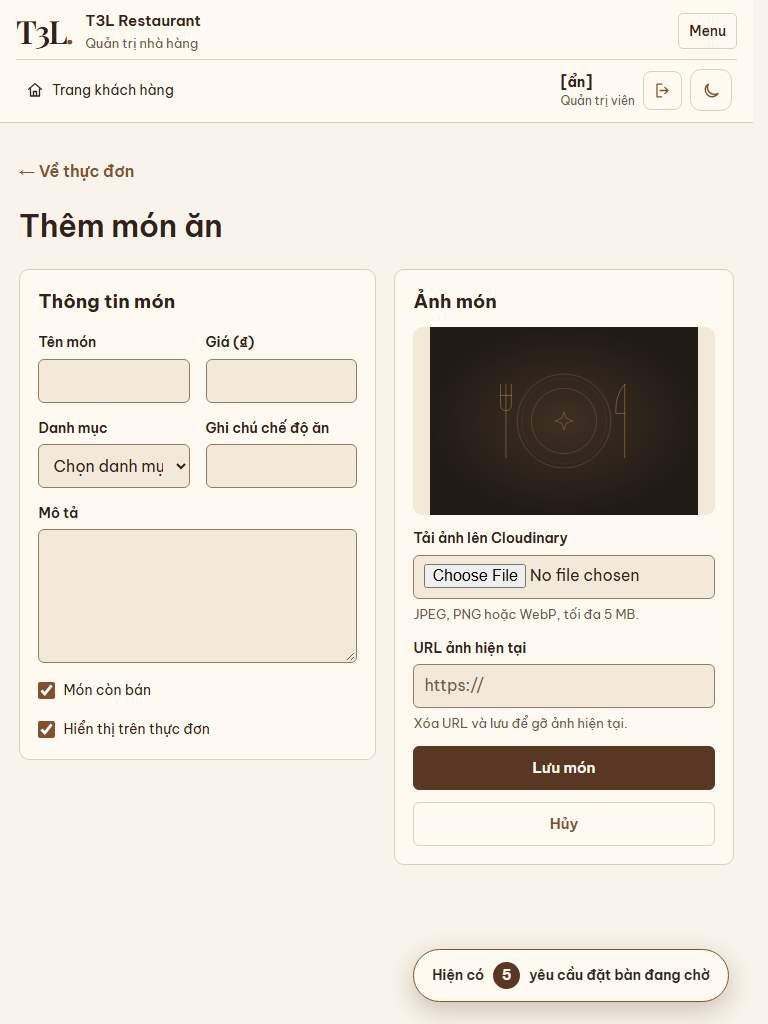 T3L.
T3L Restaurant
Quản trị nhà hàng
Menu
Trang khách hàng
[ẩn]
Quản trị viên
← Về thực đơn
Thêm món ăn
Thông tin món
Tên món
Giá (₫)
Danh mục
Ghi chú chế độ ăn
Chọn danh mụ
Mô tả
Món còn bán
Hiển thị trên thực đơn
Ảnh món
Tải ảnh lên Cloudinary
Choose File No file chosen
JPEG, PNG hoặc WebP, tối đa 5 MB.
URL ảnh hiện tại
https://
Xóa URL và lưu để gỡ ảnh hiện tại.
Lưu món
Hủy
Hiện có 5 yêu cầu đặt bàn đang chờ